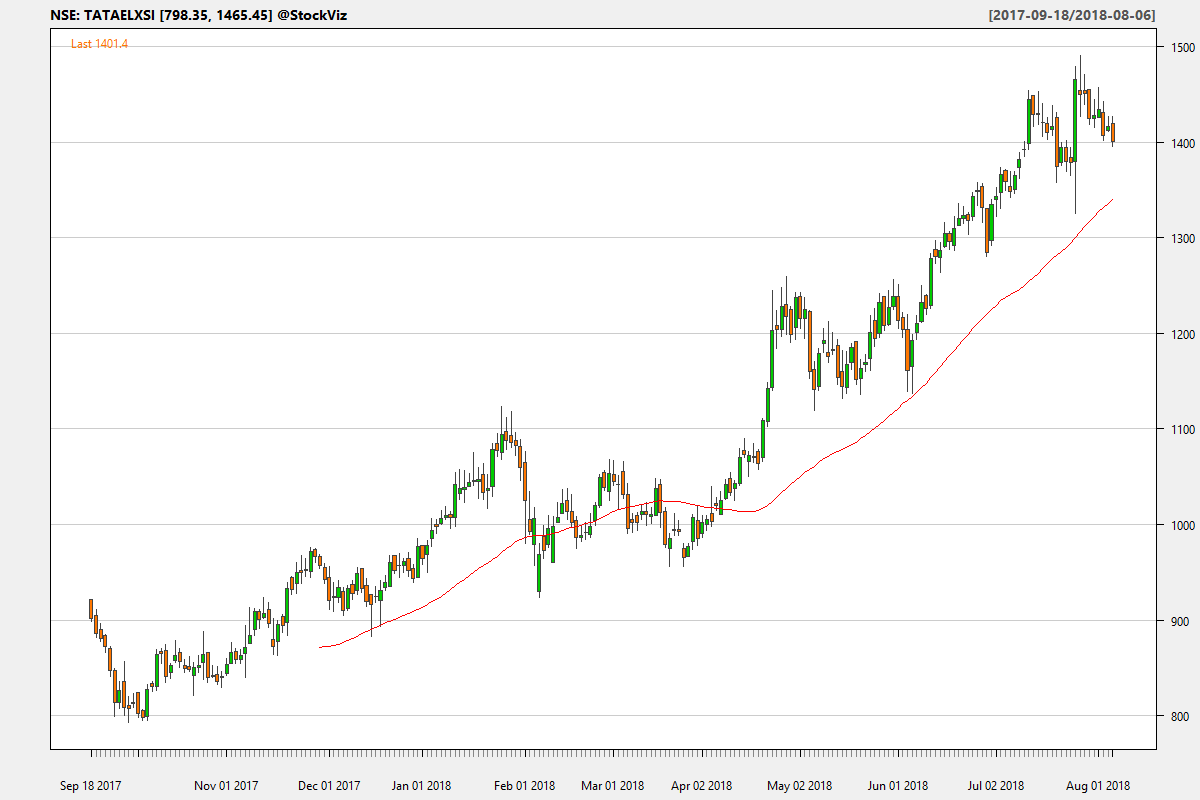 NSE: TATAELXSI [798.35, 1465.45] @StockViz [2017-09-18/2018-08-06]
Last 1401.4
1500
1400
1300
1200
1100
1000
900
800
Sep 18 2017 Nov 01 2017 Dec 01 2017 Jan 01 2018 Feb 01 2018 Mar 01 2018 Apr 02 2018 May 02 2018 Jun 01 2018 Jul 02 2018 Aug 01 2018